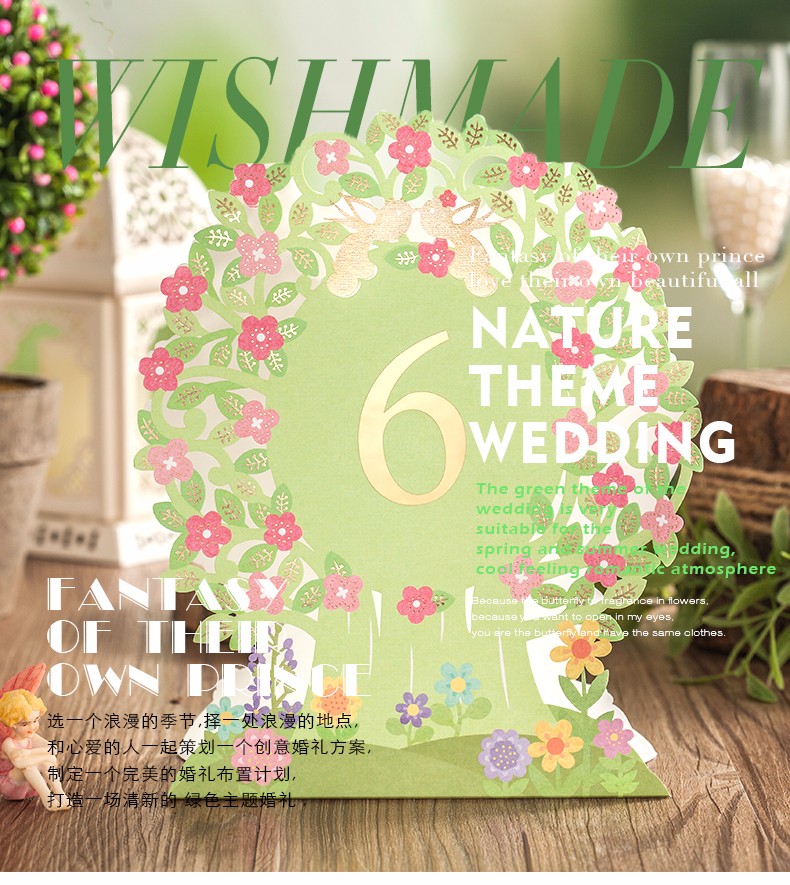 WISHMADE
Fantasy of their own prince
love their own beautiful all
6
NATURE
THEME
WEDDING
The green theme of the
wedding is very
suitable for the
spring and summer wedding,
cool feeling romantic atmosphere
Because the butterfly to fragrance in flowers,
because you want to open in my eyes,
you are the butterfly and have the same clothes.
FANTASY
OF THEIR
OWN PRINCE
选一个浪漫的季节,择一处浪漫的地点,
和心爱的人一起策划一个创意婚礼方案,
制定一个完美的婚礼布置计划,
打造一场清新的 绿色主题婚礼 .